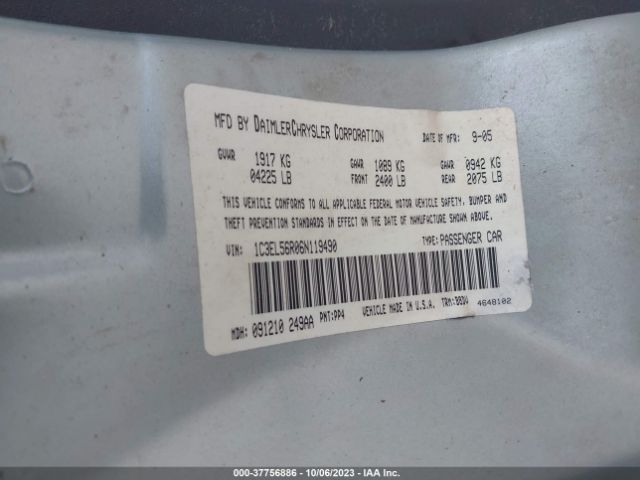 MFD BY DAIMLERCHRYSLER CORPORATION DATE OF MFR: 9-05
GVWR 1917 KG GAWR 1089 KG GAWR 0942 KG
04225 LB FRONT 2400 LB REAR 2075 LB
THIS VEHICLE CONFORMS TO ALL APPLICABLE FEDERAL MOTOR VEHICLE SAFETY, BUMPER AND
THEFT PREVENTION STANDARDS IN EFFECT ON THE DATE OF MANUFACTURE SHOWN ABOVE.
VIN: 1C3EL56R06N119490 TYPE: PASSENGER CAR
MDH: 091210 249AA PNT:PP4 VEHICLE MADE IN U.S.A. TRM:B8DV 4648102
000-37756886 - 10/06/2023 - IAA Inc.